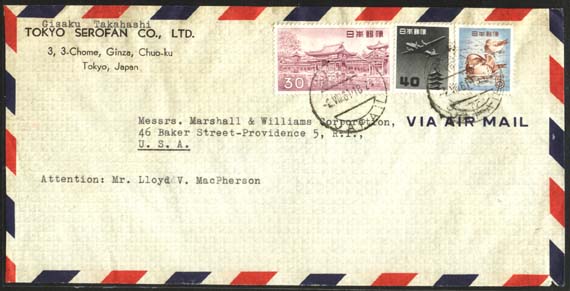 Gisaku Takahashi
TOKYO SEROFAN CO., LTD.
3, 3-Chome, Ginza, Chuo-ku
Tokyo, Japan
日本郵便
30
日本郵便
40
日本郵便
Messrs. Marshall & Williams Corporation,
46 Baker Street-Providence 5, R.I.,
U. S. A.
VIA AIR MAIL
Attention: Mr. Lloyd V. MacPherson